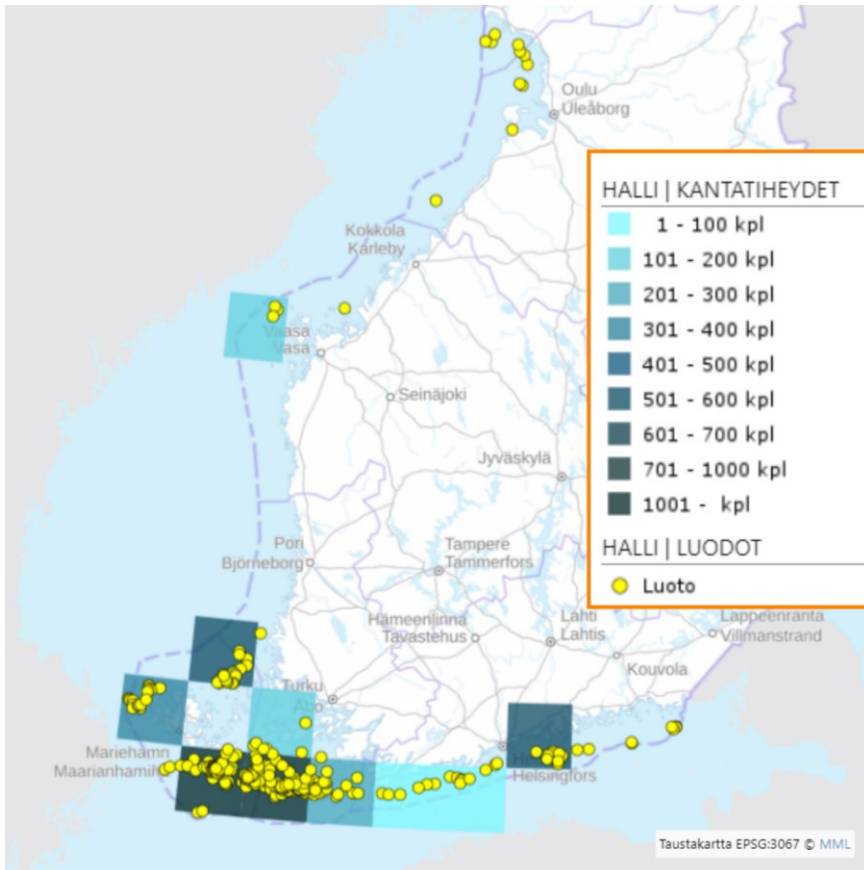 Oulu
Uleåborg
HALLI | KANTATIHEYDET
1 - 100 kpl
101 - 200 kpl
201 - 300 kpl
301 - 400 kpl
401 - 500 kpl
501 - 600 kpl
601 - 700 kpl
701 - 1000 kpl
1001 - kpl
HALLI | LUODOT
Luoto
Kokkola
Karleby
Vaasa
Vasa
Seinäjoki
Jyväskylä
Pori
Björneborg
Tampere
Tammerfors
Hämeenlinna
Tavastehus
Lahti
Lahtis
Lappeenranta
Villmanstrand
Kouvola
Turku
Åbo
Mariehamn
Maarianhamin
Helsingfors
Taustakartta EPSG:3067 © MML